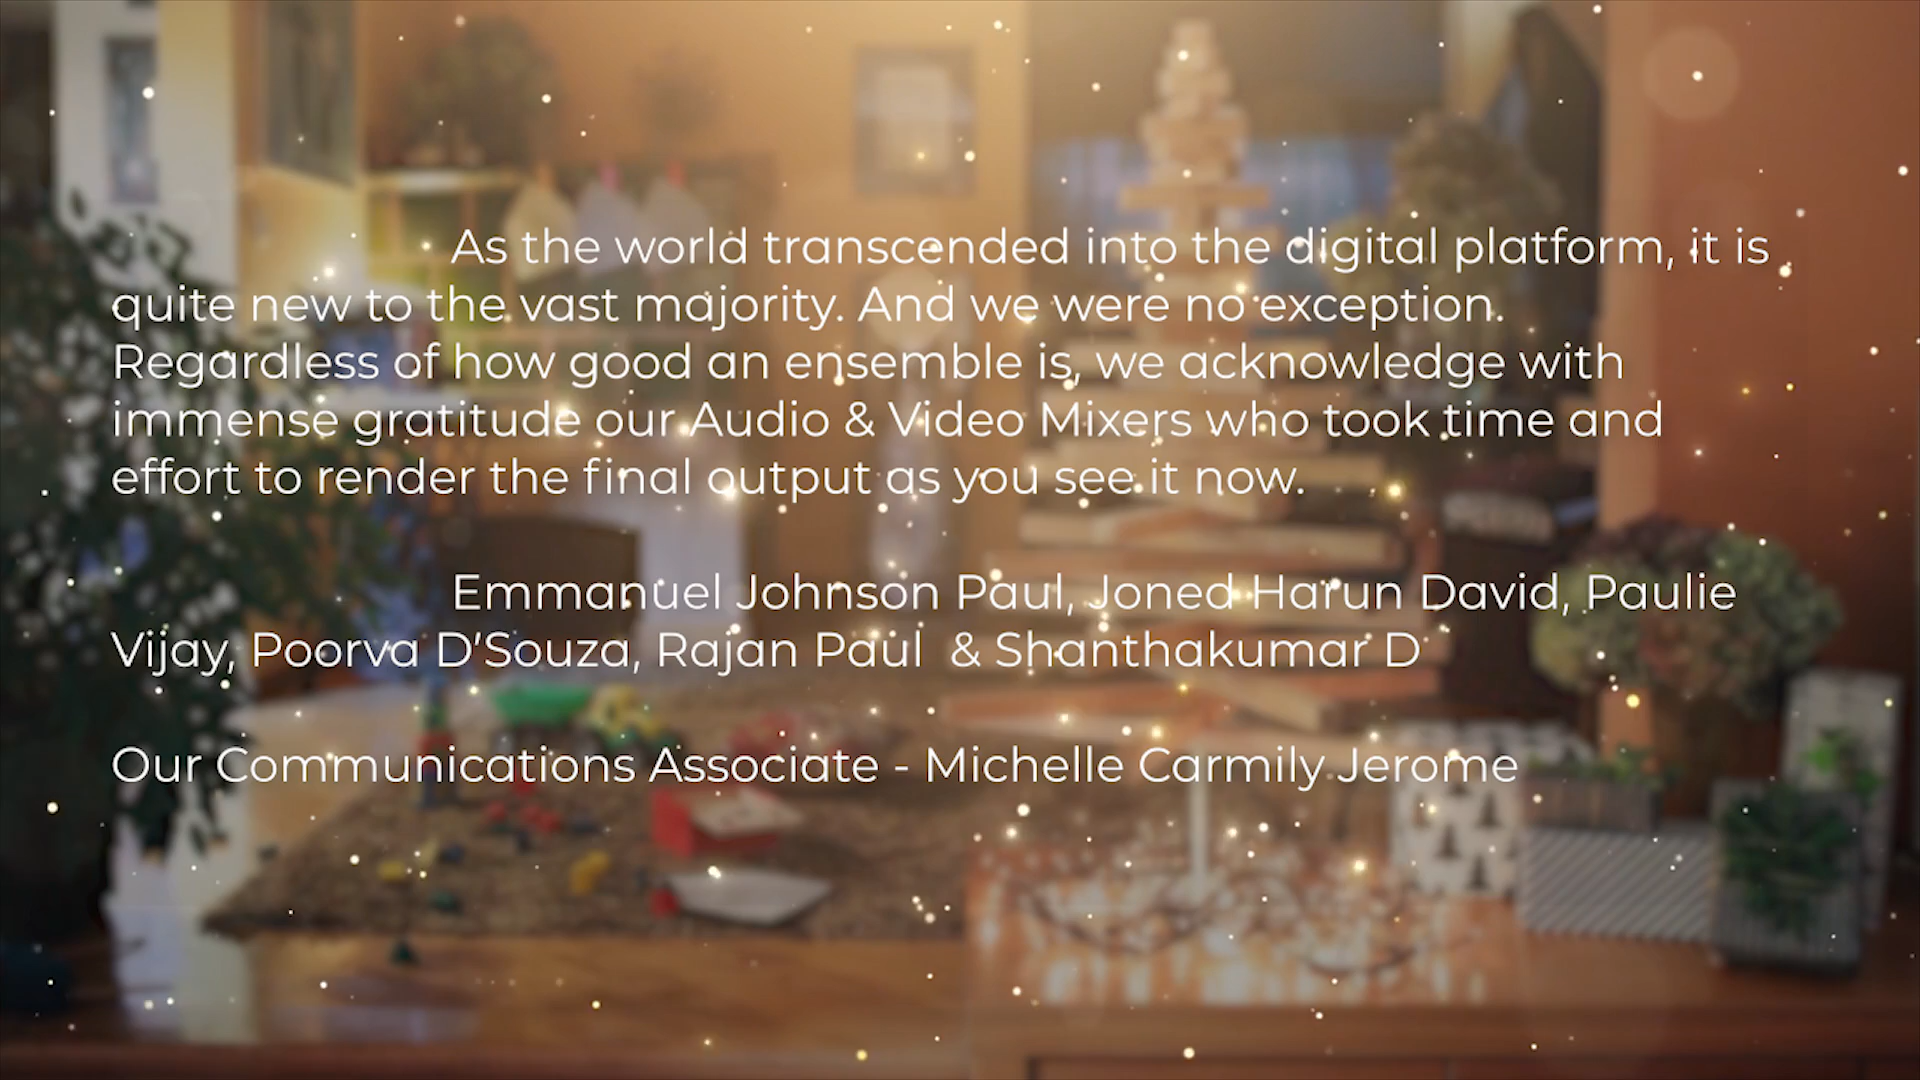 As the world transcended into the digital platform, it is
quite new to the vast majority. And we were no exception.
Regardless of how good an ensemble is, we acknowledge with
immense gratitude our Audio & Video Mixers who took time and
effort to render the final output as you see it now.
Emmanuel Johnson Paul, Joned Harun David, Paulie
Vijay, Poorva D'Souza, Rajan Paul  & Shanthakumar D
Our Communications Associate - Michelle Carmily Jerome